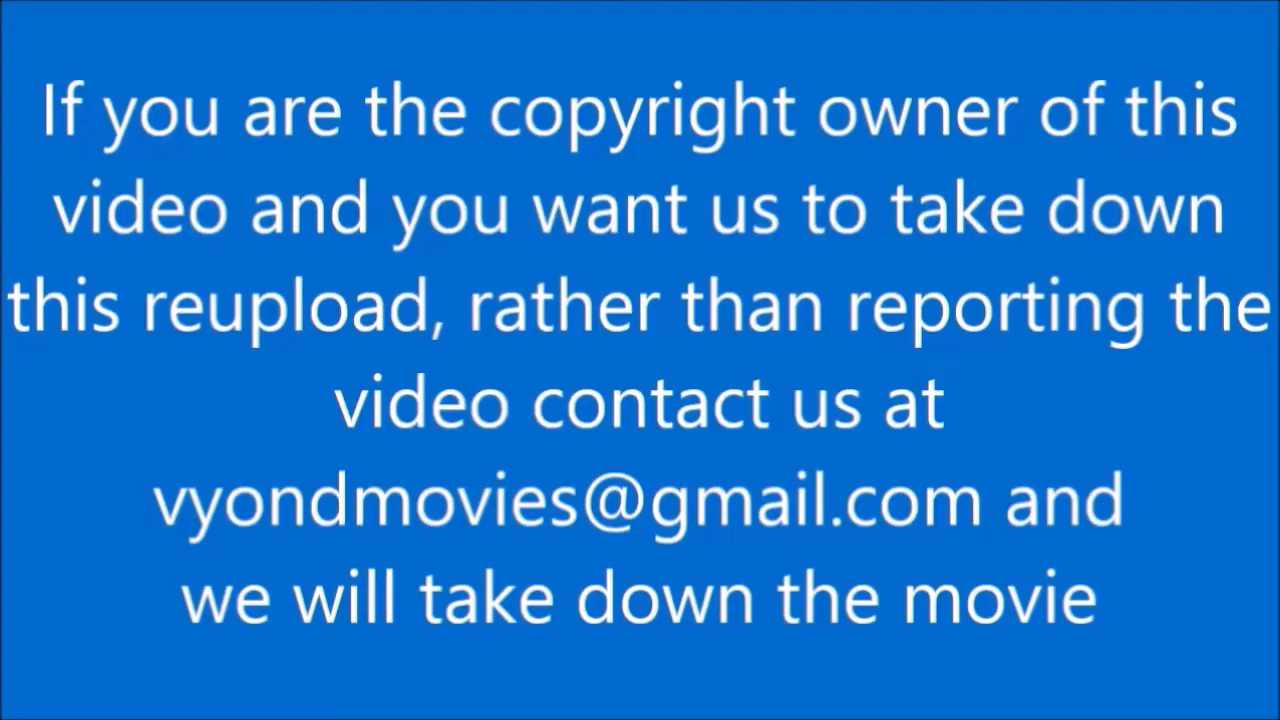 If you are the copyright owner of this
video and you want us to take down
this reupload, rather than reporting the
video contact us at
vyondmovies@gmail.com and
we will take down the movie